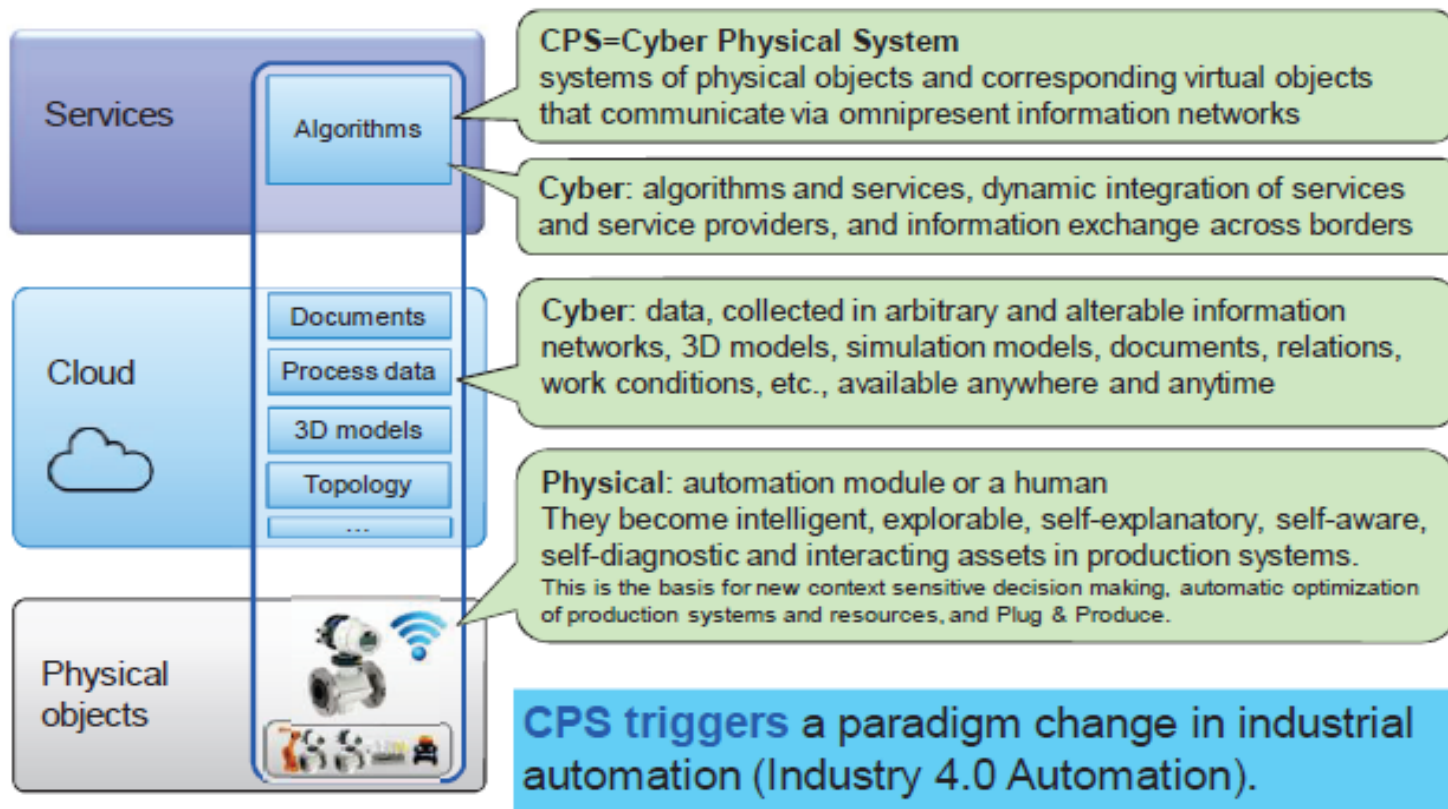 Services
Algorithms
CPS=Cyber Physical System
systems of physical objects and corresponding virtual objects
that communicate via omnipresent information networks
Cyber: algorithms and services, dynamic integration of services
and service providers, and information exchange across borders
Cloud
Documents
Process data
3D models
Topology
...
Cyber: data, collected in arbitrary and alterable information
networks, 3D models, simulation models, documents, relations,
work conditions, etc., available anywhere and anytime
Physical
objects
Physical: automation module or a human
They become intelligent, explorable, self-explanatory, self-aware,
self-diagnostic and interacting assets in production systems.
This is the basis for new context sensitive decision making, automatic optimization
of production systems and resources, and Plug & Produce.
CPS triggers a paradigm change in industrial
automation (Industry 4.0 Automation).